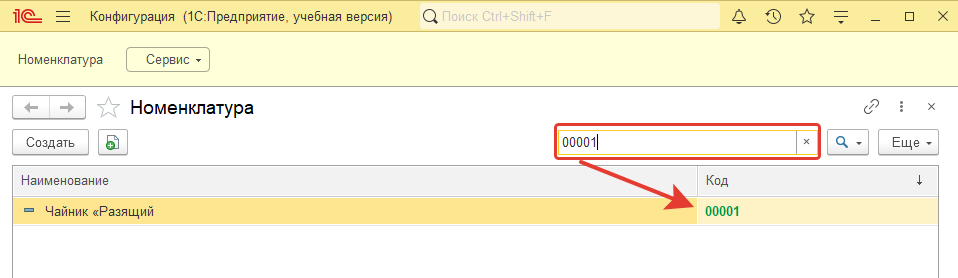 1С Конфигурация (1С:Предприятие, учебная версия) Поиск Ctrl+Shift+F
Номенклатура Сервис
Номенклатура
Создать 00001 × Еще
Наименование Код ↓
Чайник «Разящий 00001